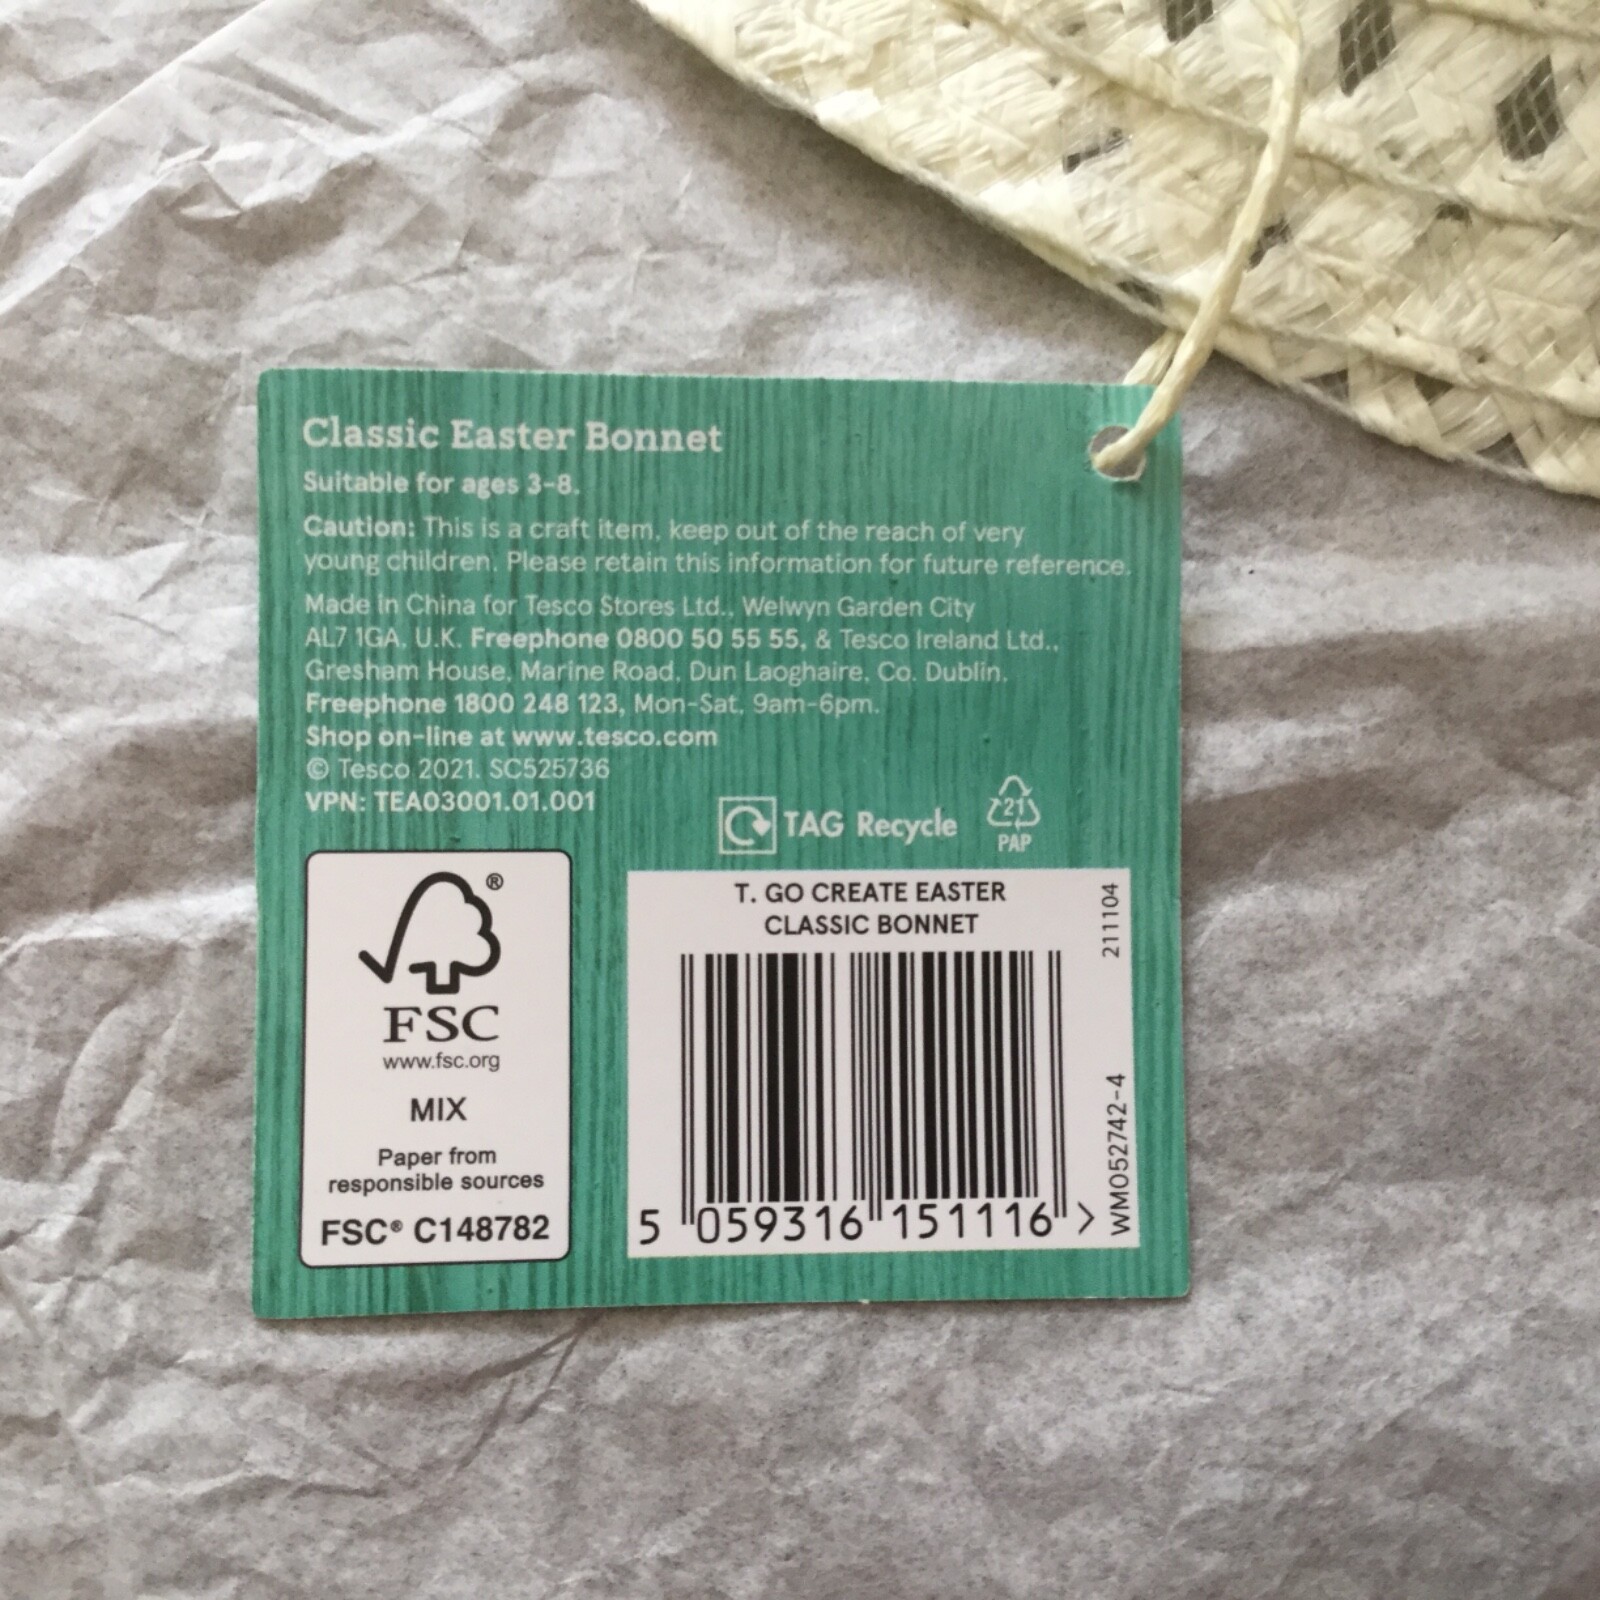 Classic Easter Bonnet
Suitable for ages 3-8.
Caution: This is a craft item, keep out of the reach of very
young children. Please retain this information for future reference.
Made in China for Tesco Stores Ltd., Welwyn Garden City
AL7 1GA, U.K. Freephone 0800 50 55 55, & Tesco Ireland Ltd.,
Gresham House, Marine Road, Dun Laoghaire, Co. Dublin.
Freephone 1800 248 123, Mon-Sat, 9am-6pm.
Shop on-line at www.tesco.com
© Tesco 2021. SC525736
VPN: TEA03001.01.001
TAG Recycle
21
PAP
®
FSC
www.fsc.org
MIX
Paper from
responsible sources
FSC® C148782
T. GO CREATE EASTER
CLASSIC BONNET
5 059316 151116 >
211104
WM052742-4